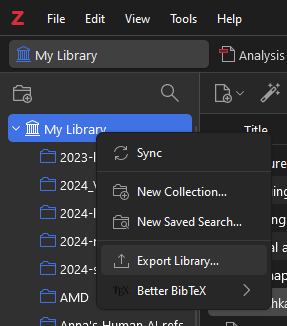 Z File Edit View Tools Help
My Library Analysis
Title
My Library
2023-l
Sync
2024_
2024-l
New Collection...
2024-r
New Saved Search...
2024-s
Export Library...
AMD
Better BibTeX
Anna's Human AI refs